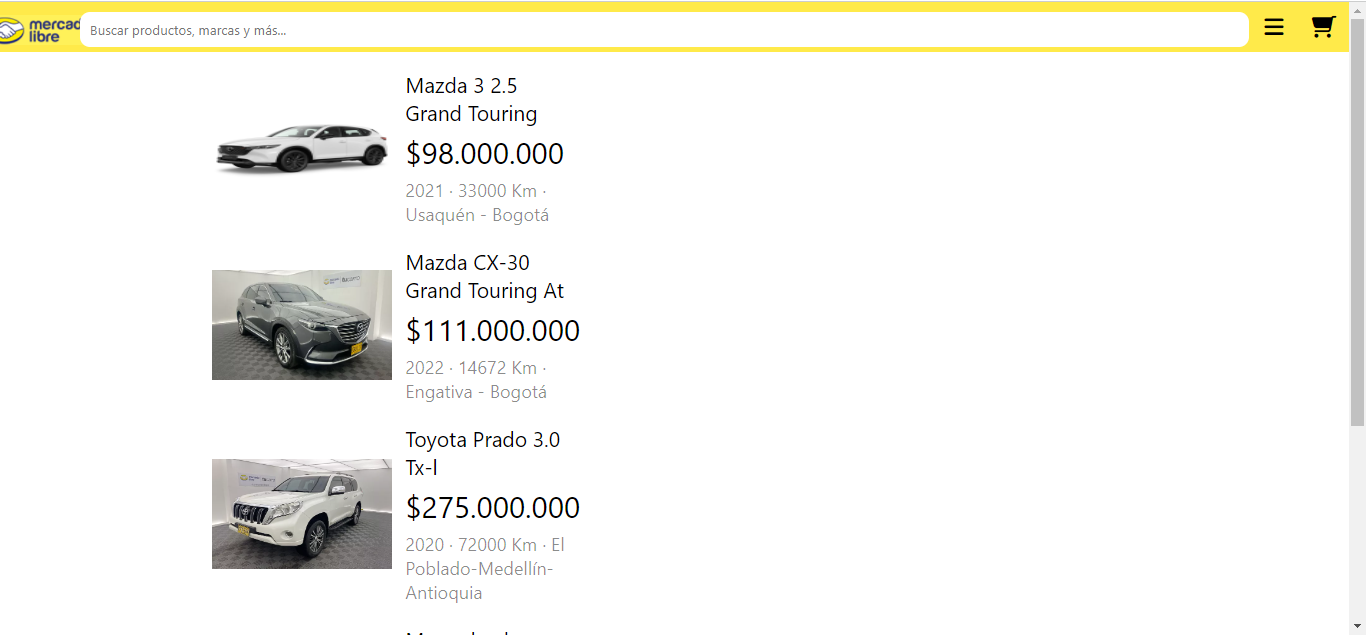 mercad
libre
Buscar productos, marcas y más...
Mazda 3 2.5
Grand Touring
$98.000.000
2021 · 33000 Km ·
Usaquén - Bogotá
Mazda CX-30
Grand Touring At
$111.000.000
2022 · 14672 Km ·
Engativa - Bogotá
Toyota Prado 3.0
Tx-l
$275.000.000
2020 · 72000 Km · El
Poblado-Medellín-
Antioquia